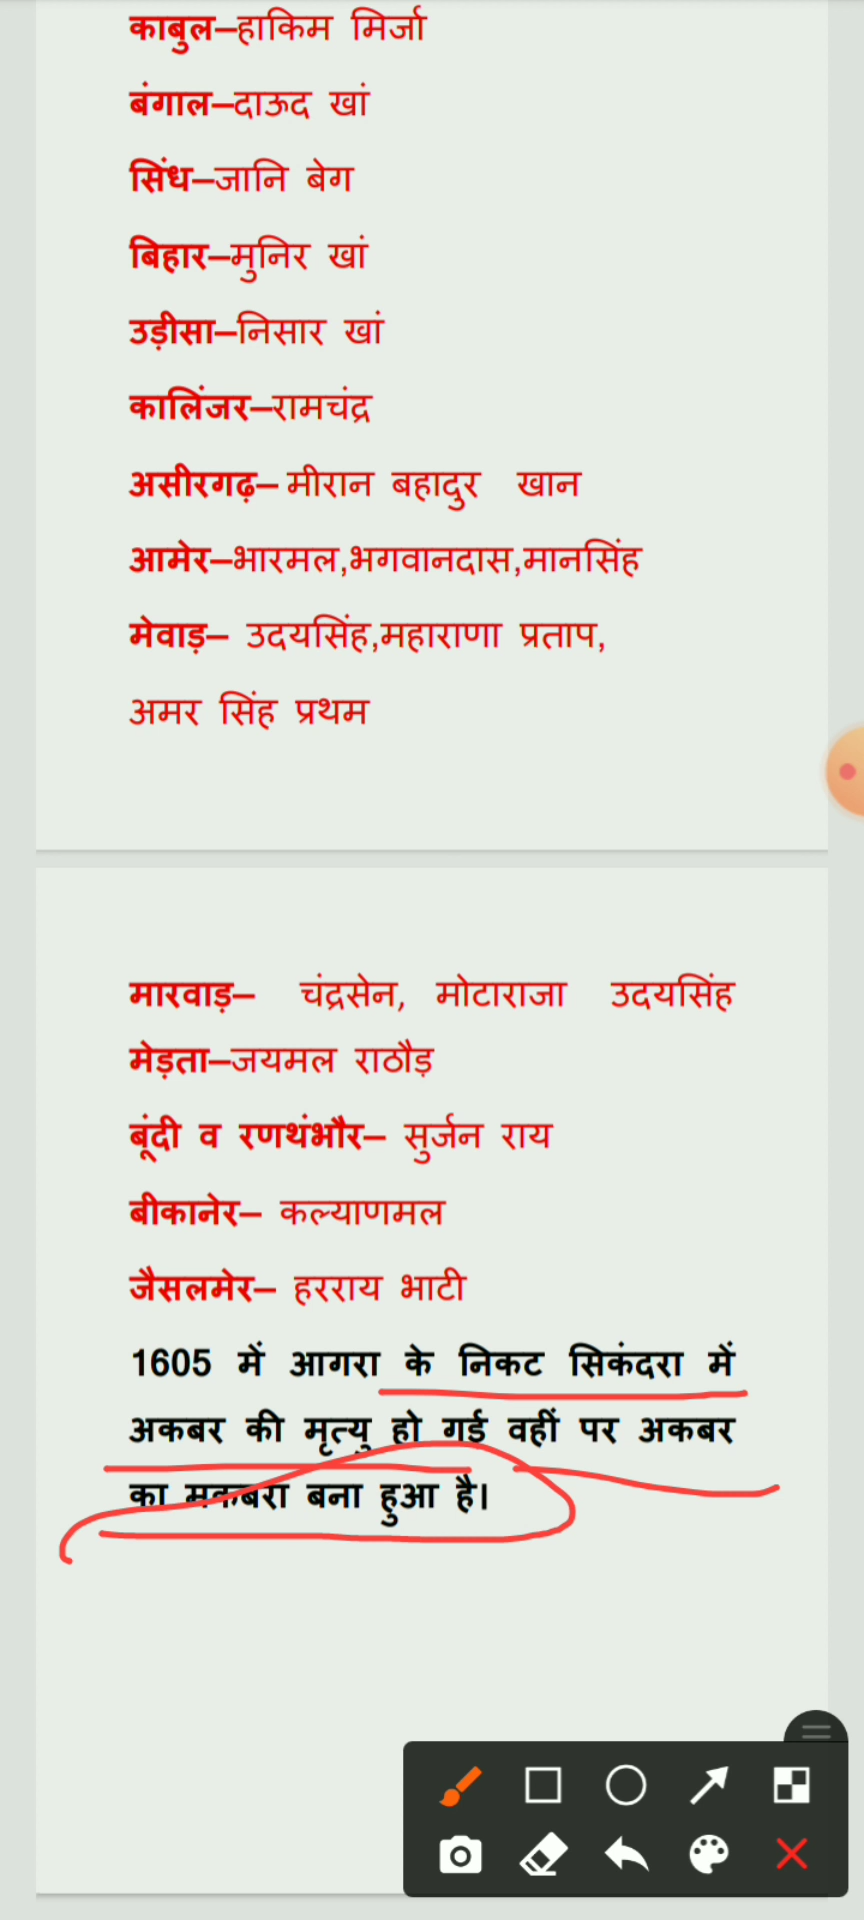 काबुल–हाकिम मिर्जा
बंगाल–दाऊद खां
सिंध–जानि बेग
बिहार–मुनिर खां
उड़ीसा–निसार खां
कालिंजर–रामचंद्र
असीरगढ़– मीरान बहादुर खान
आमेर–भारमल,भगवानदास,मानसिंह
मेवाड़– उदयसिंह,महाराणा प्रताप,
अमर सिंह प्रथम
मारवाड़– चंद्रसेन, मोटाराजा उदयसिंह
मेड़ता–जयमल राठौड़
बूंदी व रणथंभौर– सुर्जन राय
बीकानेर– कल्याणमल
जैसलमेर– हरराय भाटी
1605 में आगरा के निकट सिकंदरा में
अकबर की मृत्यु हो गई वहीं पर अकबर
का मकबरा बना हुआ है।